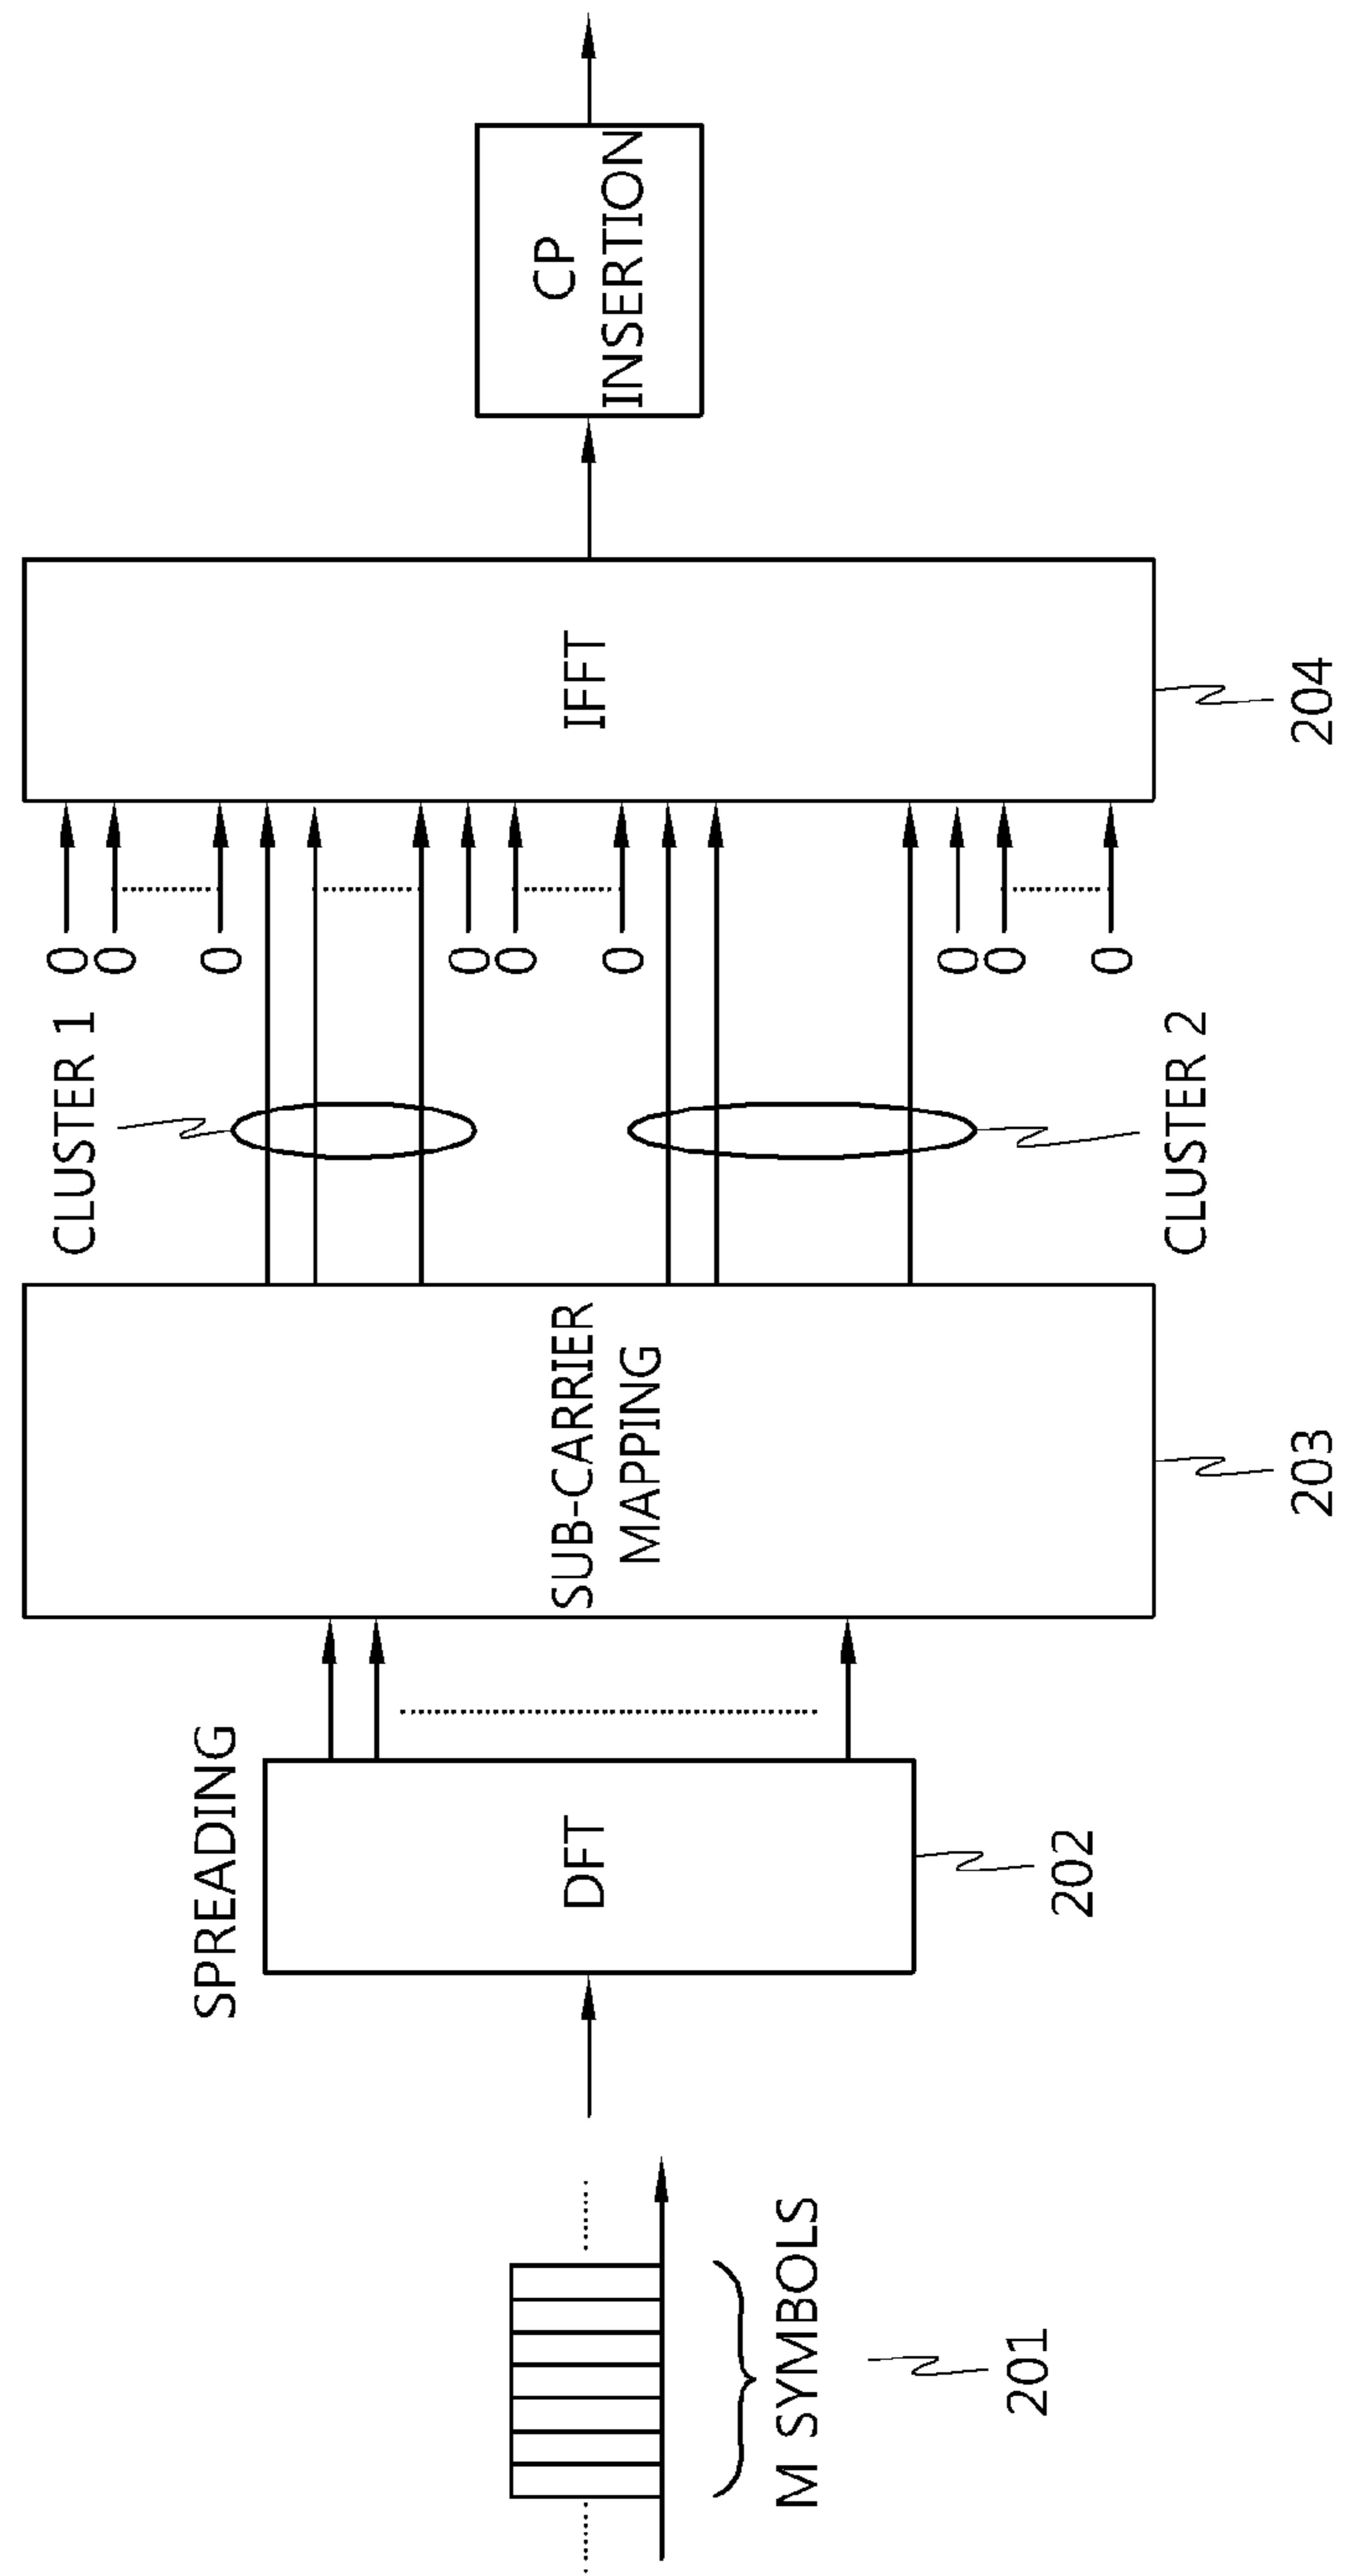 M SYMBOLS
201
SPREADING
DFT
202
SUB-CARRIER
MAPPING
203
CLUSTER 1
CLUSTER 2
0
0
0
0
0
0
0
0
0
IFFT
204
CP
INSERTION